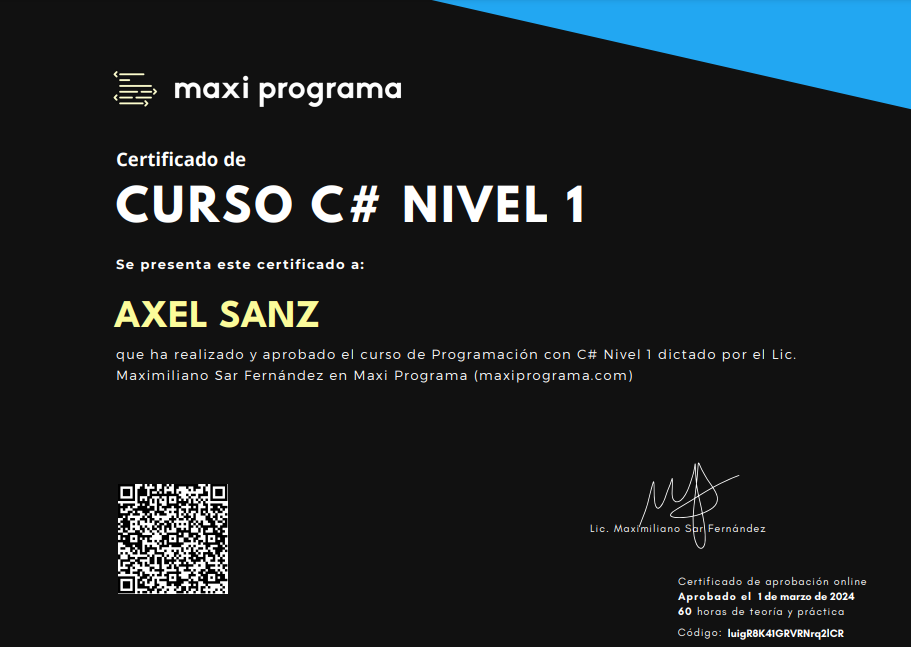 maxi programa
Certificado de
CURSO C# NIVEL 1
Se presenta este certificado a:
AXEL SANZ
que ha realizado y aprobado el curso de Programación con C# Nivel 1 dictado por el Lic.
Maximiliano Sar Fernández en Maxi Programa (maxiprograma.com)
Lic. Maximiliano Sar Fernández
Certificado de aprobación online
Aprobado el 1 de marzo de 2024
60 horas de teoría y práctica
Código: luigR8K41GRVRNrq2lCR